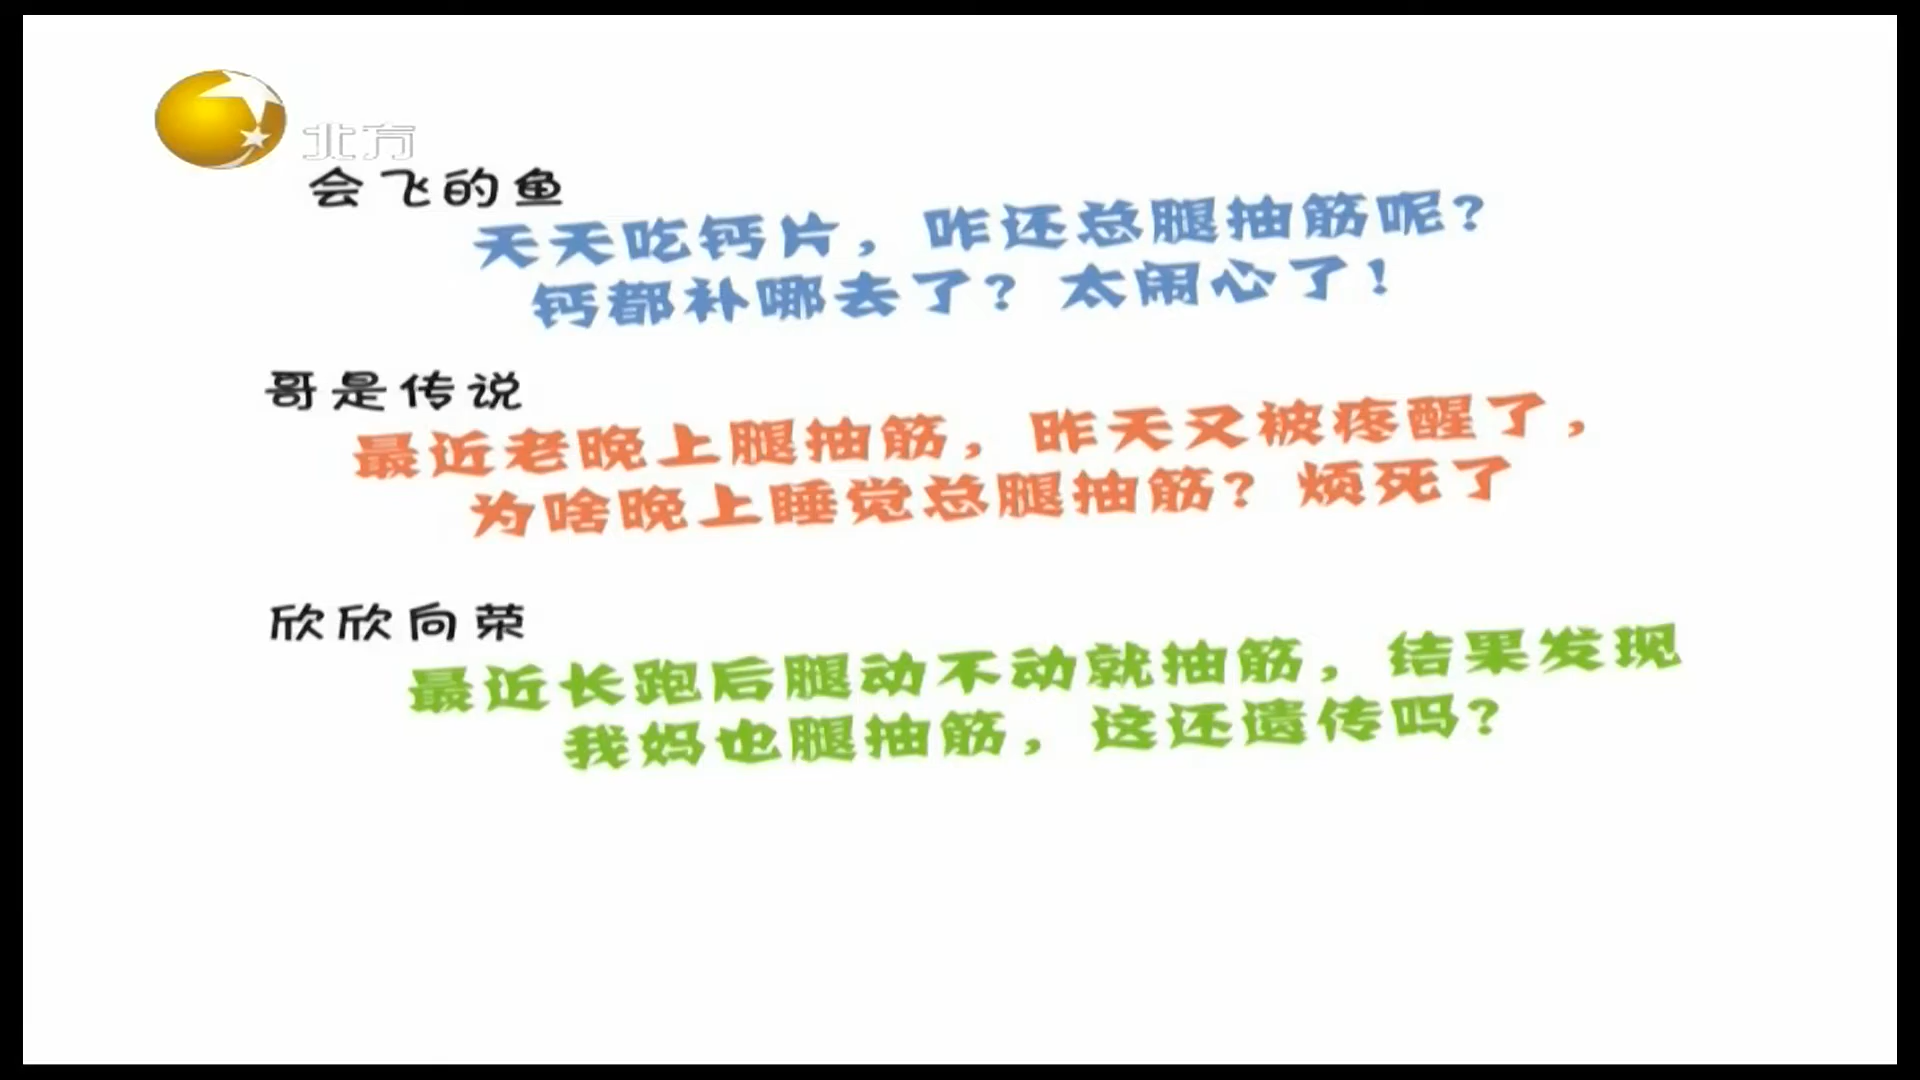 北方
会飞的鱼
天天吃钙片，咋还总腿抽筋呢？
钙都补哪去了？太闹心了！
哥是传说
最近老晚上腿抽筋，昨天又被疼醒了，
为啥晚上睡觉总腿抽筋？烦死了
欣欣向荣
最近长跑后腿动不动就抽筋，结果发现
我妈也腿抽筋，这还遗传吗？